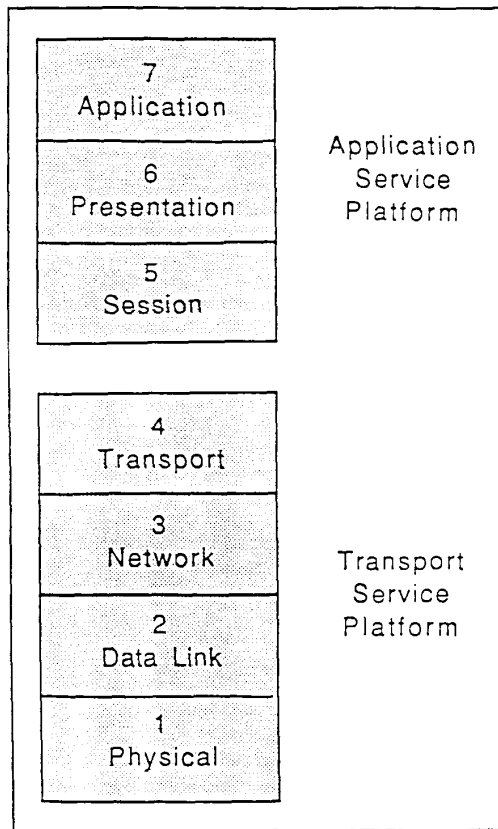 7
Application
6
Presentation
5
Session
Application
Service
Platform
4
Transport
3
Network
2
Data Link
1
Physical
Transport
Service
Platform